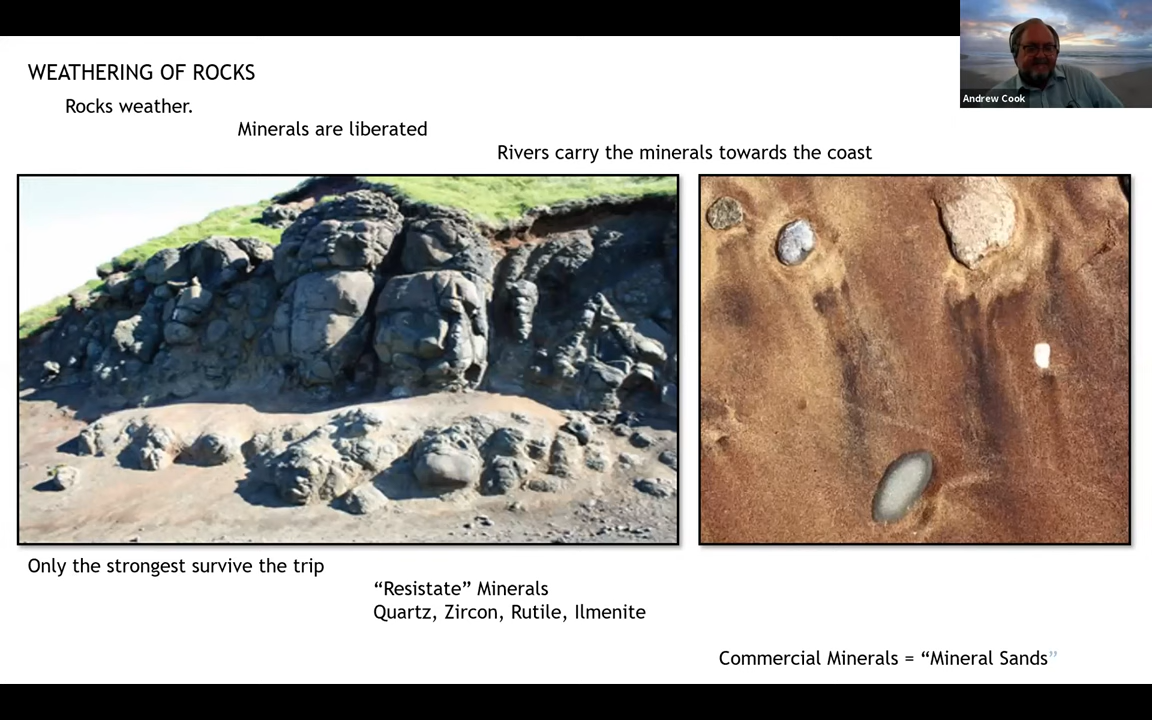 WEATHERING OF ROCKS
Rocks weather.
Minerals are liberated
Rivers carry the minerals towards the coast
Andrew Cook
Only the strongest survive the trip
“Resistate” Minerals
Quartz, Zircon, Rutile, Ilmenite
Commercial Minerals = “Mineral Sands”